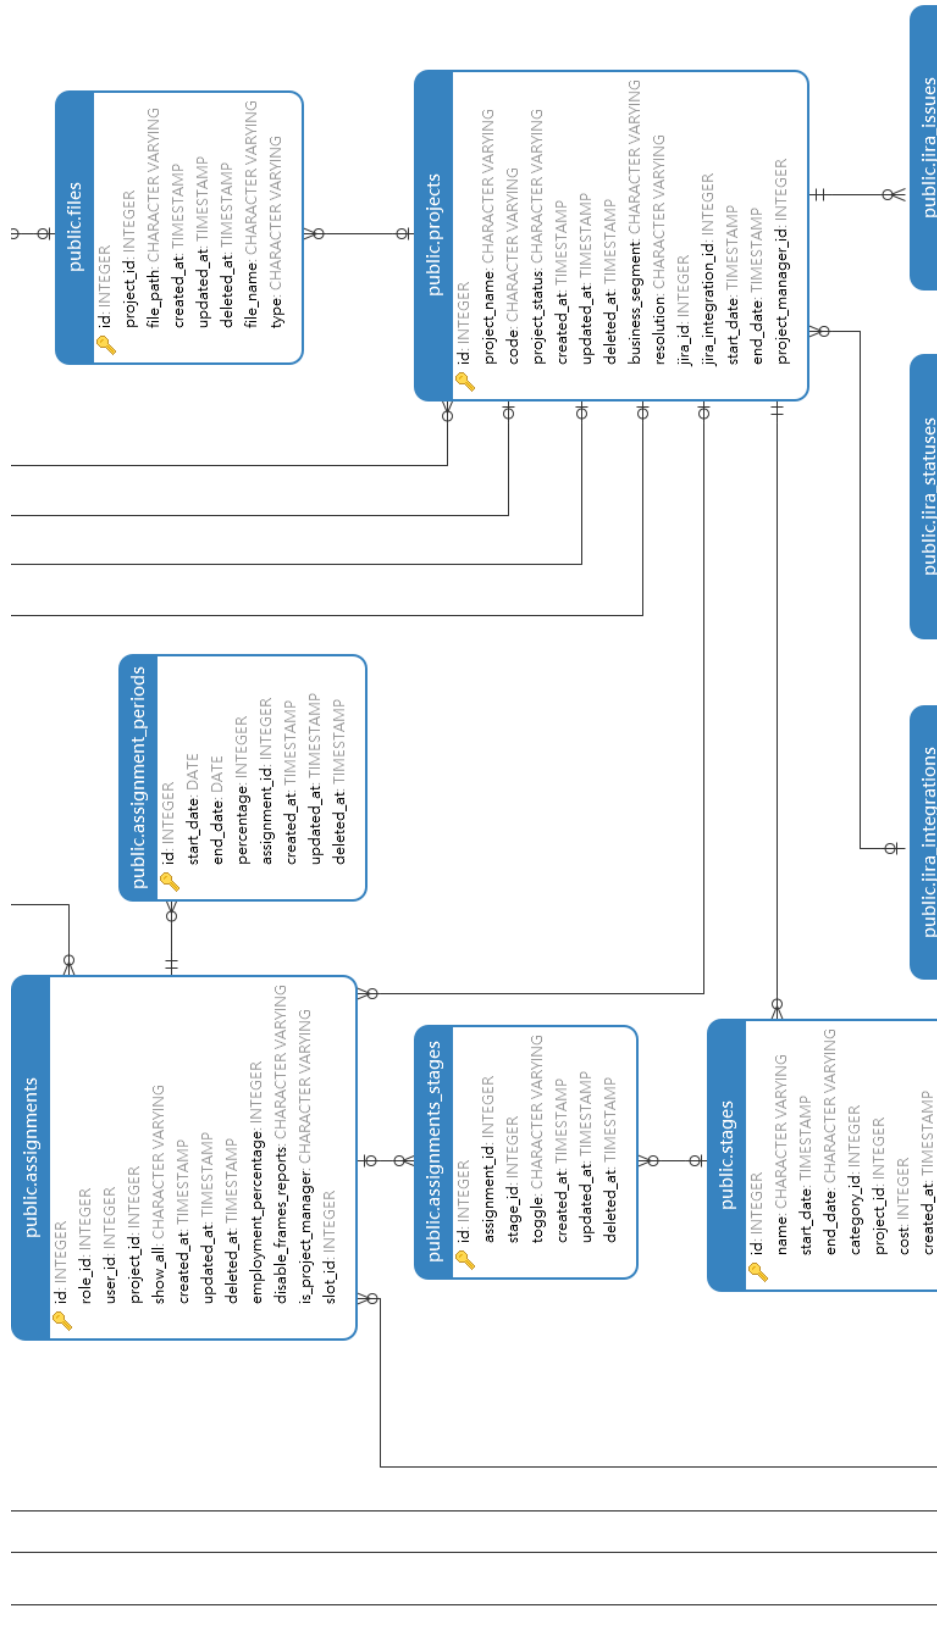 public.files
id: INTEGER
project_id: INTEGER
file_path: CHARACTER VARYING
created_at: TIMESTAMP
updated_at: TIMESTAMP
deleted_at: TIMESTAMP
file_name: CHARACTER VARYING
type: CHARACTER VARYING
public.projects
id: INTEGER
project_name: CHARACTER VARYING
code: CHARACTER VARYING
project_status: CHARACTER VARYING
created_at: TIMESTAMP
updated_at: TIMESTAMP
deleted_at: TIMESTAMP
business_segment: CHARACTER VARYING
resolution: CHARACTER VARYING
jira_id: INTEGER
jira_integration_id: INTEGER
start_date: TIMESTAMP
end_date: TIMESTAMP
project_manager_id: INTEGER
public.jira_issues
public.jira_statuses
public.assignment_periods
id: INTEGER
start_date: DATE
end_date: DATE
percentage: INTEGER
assignment_id: INTEGER
created_at: TIMESTAMP
updated_at: TIMESTAMP
deleted_at: TIMESTAMP
public.jira_integrations
public.assignments
id: INTEGER
role_id: INTEGER
user_id: INTEGER
project_id: INTEGER
show_all: CHARACTER VARYING
created_at: TIMESTAMP
updated_at: TIMESTAMP
deleted_at: TIMESTAMP
employment_percentage: INTEGER
disable_frames_reports: CHARACTER VARYING
is_project_manager: CHARACTER VARYING
slot_id: INTEGER
public.assignments_stages
id: INTEGER
assignment_id: INTEGER
stage_id: INTEGER
toggle: CHARACTER VARYING
created_at: TIMESTAMP
updated_at: TIMESTAMP
deleted_at: TIMESTAMP
public.stages
id: INTEGER
name: CHARACTER VARYING
start_date: TIMESTAMP
end_date: CHARACTER VARYING
category_id: INTEGER
project_id: INTEGER
cost: INTEGER
created_at: TIMESTAMP